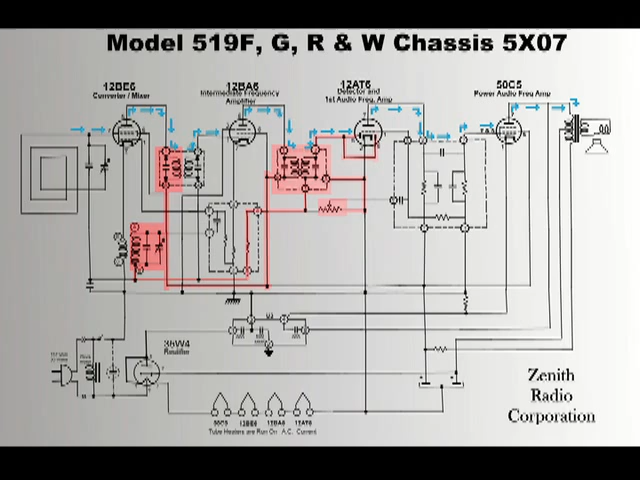 Model 519F, G, R & W Chassis 5X07
12BE6
Converter / Mixer
12BA6
Intermediate Frequency
Amplifier
12AT6
Detector and
1st Audio Freq. Amp
50C5
Power Audio Freq Amp
35W4
Rectifier
Zenith
Radio
Corporation
50C5 12BE6 12BA6 12AT6
Tube Heaters are Run On A.C. Current